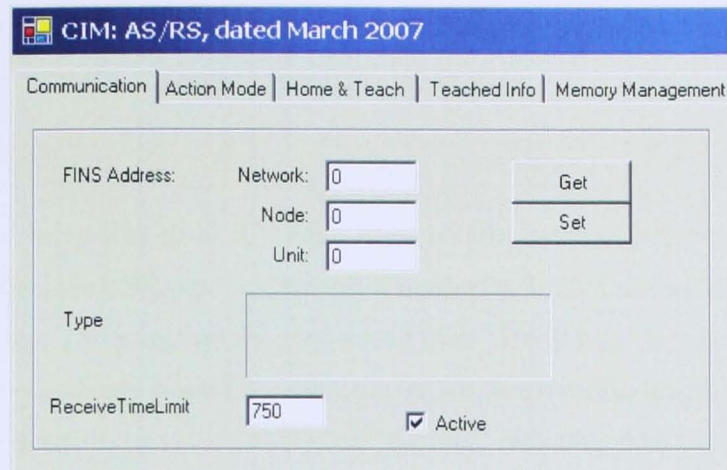 CIM: AS/RS, dated March 2007
Communication Action Mode Home & Teach Teached Info Memory Management
FINS Address: Network: 0 Get
Node: 0 Set
Unit: 0
Type
ReceiveTimeLimit 750 Active